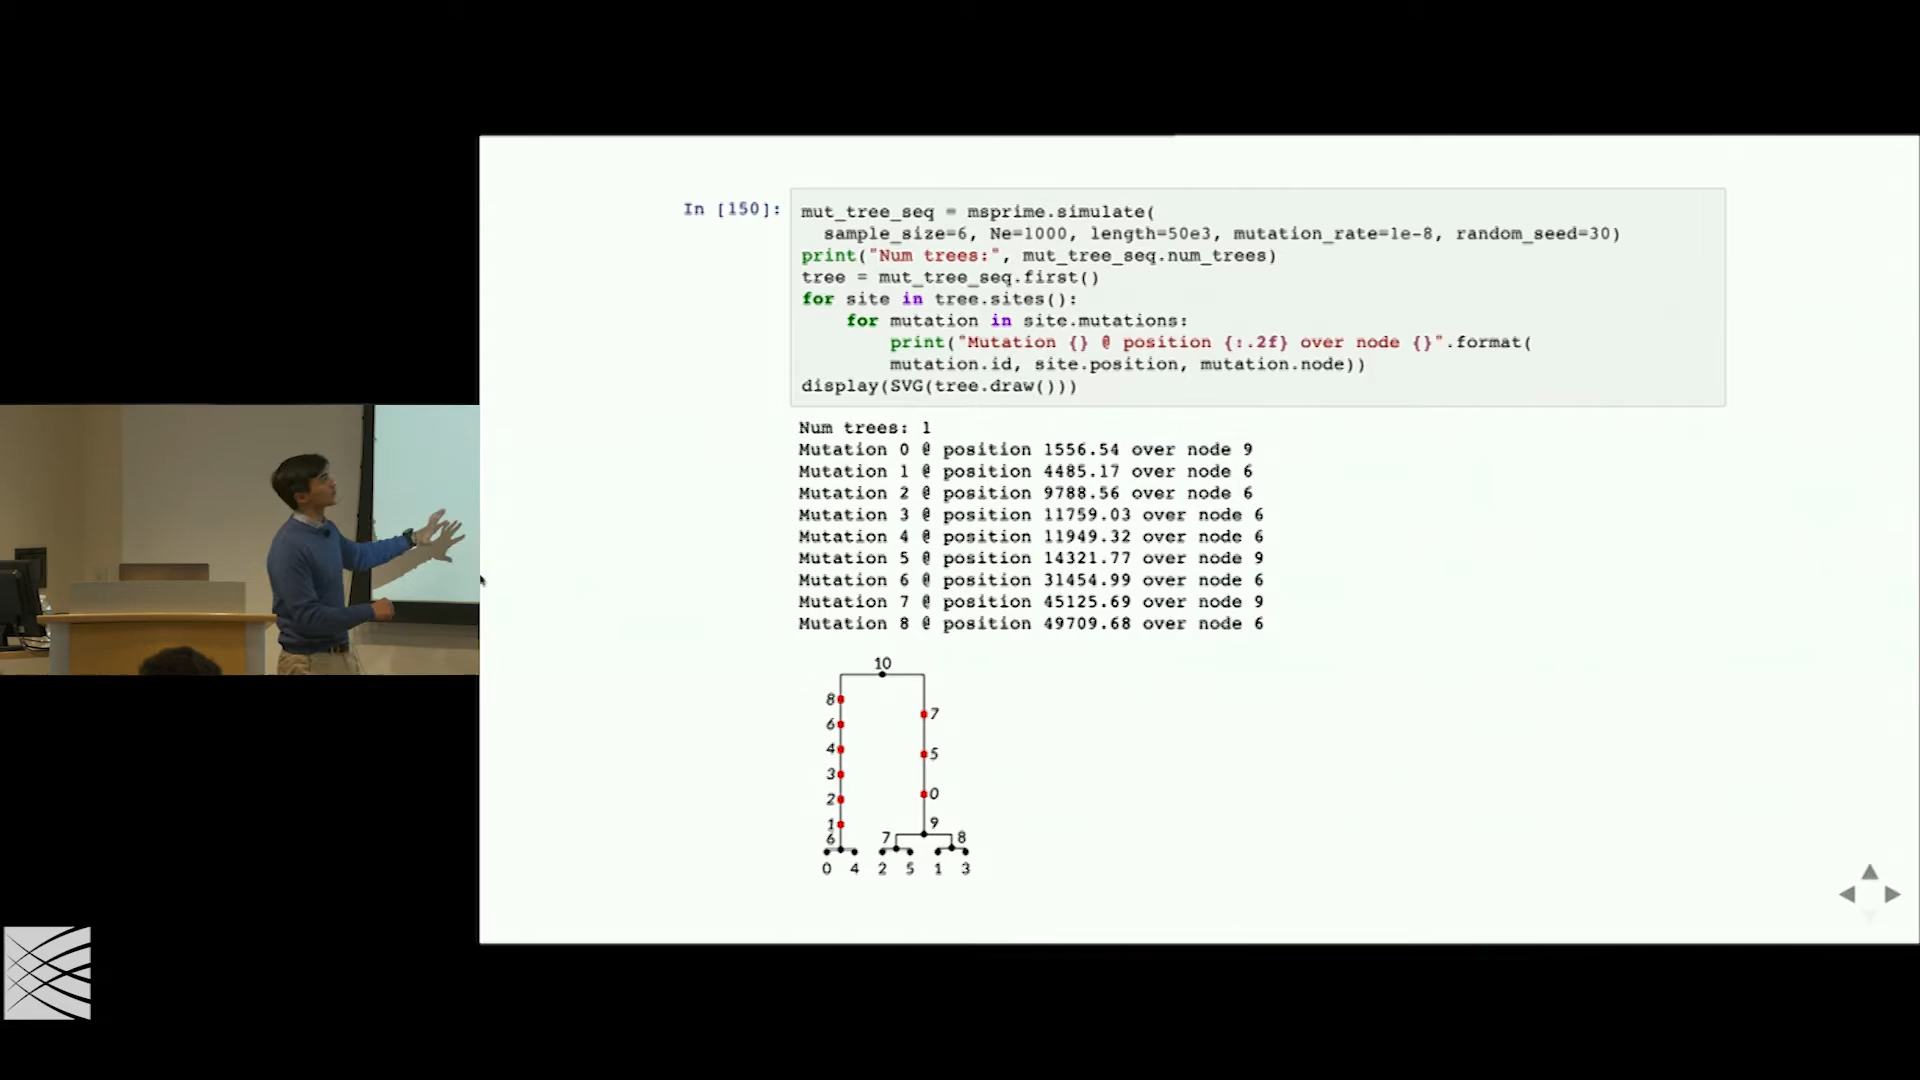 In [150]:
mut_tree_seq = msprime.simulate(
sample_size=6, Ne=1000, length=50e3, mutation_rate=1e-8, random_seed=30)
print("Num trees:", mut_tree_seq.num_trees)
tree = mut_tree_seq.first()
for site in tree.sites():
for mutation in site.mutations:
print("Mutation {} @ position {:.2f} over node {}".format(
mutation.id, site.position, mutation.node))
display(SVG(tree.draw()))
Num trees: 1
Mutation 0 @ position 1556.54 over node 9
Mutation 1 @ position 4485.17 over node 6
Mutation 2 @ position 9788.56 over node 6
Mutation 3 @ position 11759.03 over node 6
Mutation 4 @ position 11949.32 over node 6
Mutation 5 @ position 14321.77 over node 9
Mutation 6 @ position 31454.99 over node 6
Mutation 7 @ position 45125.69 over node 9
Mutation 8 @ position 49709.68 over node 6
10
8
7
6
4
5
3
2
0
1
9
6
7
8
0 4 2 5 1 3